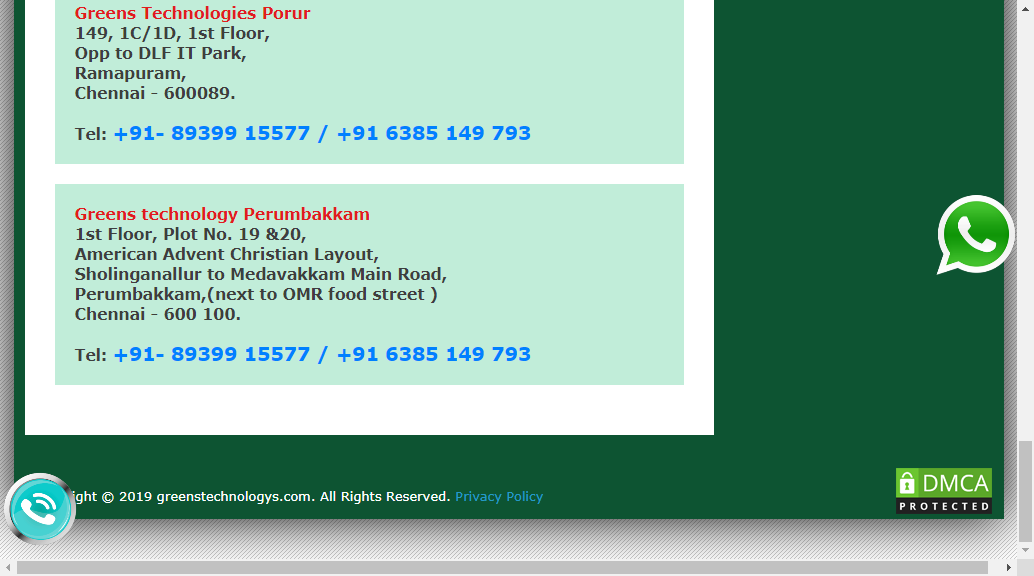 Greens Technologies Porur
149, 1C/1D, 1st Floor,
Opp to DLF IT Park,
Ramapuram,
Chennai - 600089.
Tel: +91- 89399 15577 / +91 6385 149 793
Greens technology Perumbakkam
1st Floor, Plot No. 19 &20,
American Advent Christian Layout,
Sholinganallur to Medavakkam Main Road,
Perumbakkam,(next to OMR food street )
Chennai - 600 100.
Tel: +91- 89399 15577 / +91 6385 149 793
ight © 2019 greenstechnologys.com. All Rights Reserved. Privacy Policy
DMCA
PROTECTED